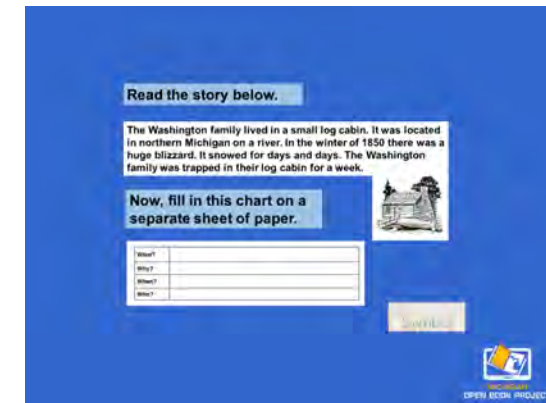 Read the story below.
The Washington family lived in a small log cabin. It was located
in northern Michigan on a river. In the winter of 1850 there was a
huge blizzard. It snowed for days and days. The Washington
family was trapped in their log cabin for a week.
Now, fill in this chart on a
separate sheet of paper.
What?
Why?
When?
Who?
MICHIGAN
OPEN BOOK PROJECT